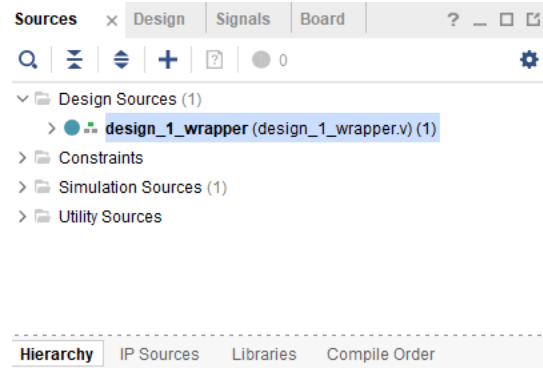 Sources × Design Signals Board ? _
0
Design Sources (1)
design_1_wrapper (design_1_wrapper.v) (1)
Constraints
Simulation Sources (1)
Utility Sources
Hierarchy IP Sources Libraries Compile Order